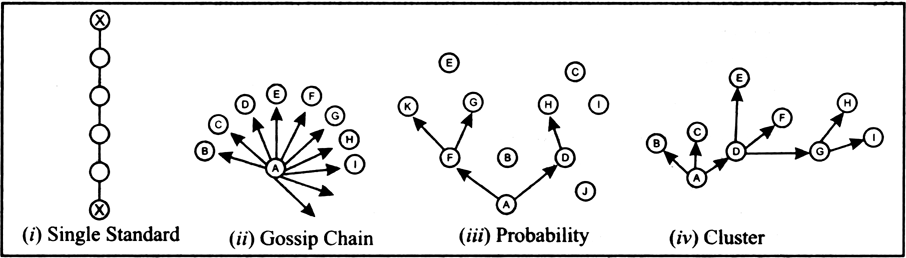 X
X
(i) Single Standard
A
B
C
D
E
F
G
H
I
(ii) Gossip Chain
E
C
K
G
H
I
F
B
D
J
A
(iii) Probability
E
B
C
F
H
D
G
I
A
(iv) Cluster